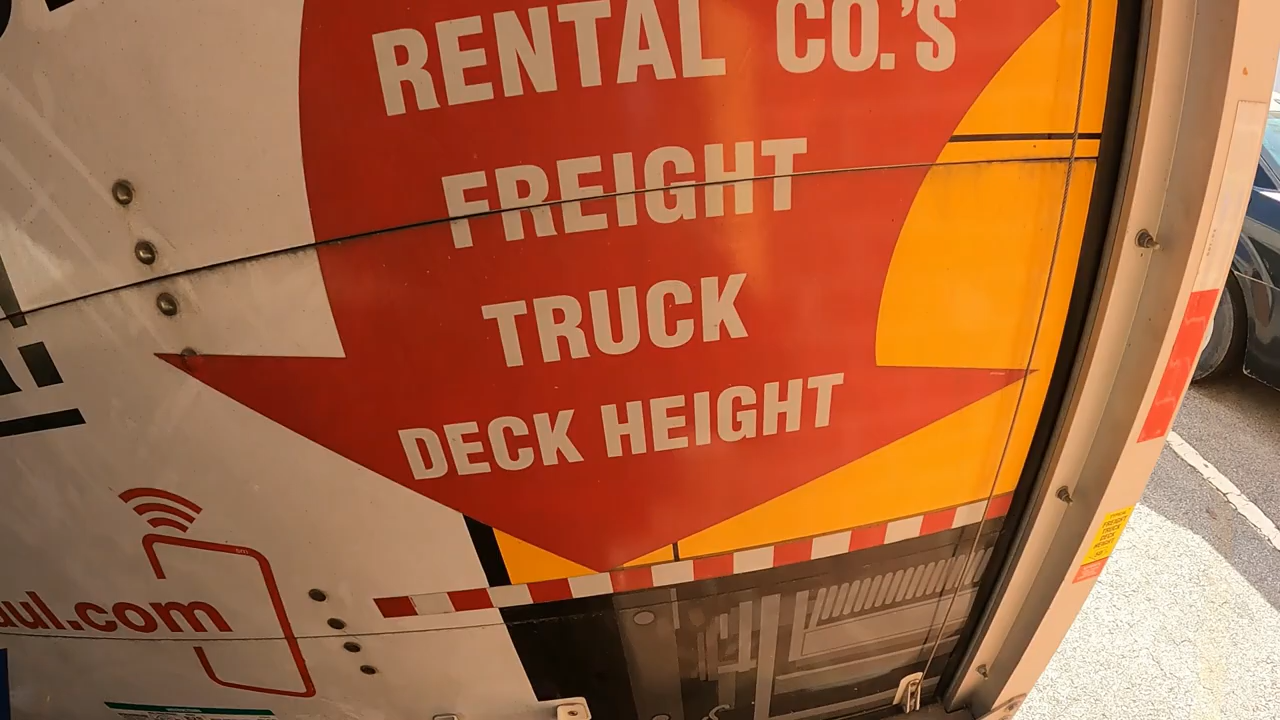 RENTAL CO.'S
FREIGHT
TRUCK
DECK HEIGHT
aul.com